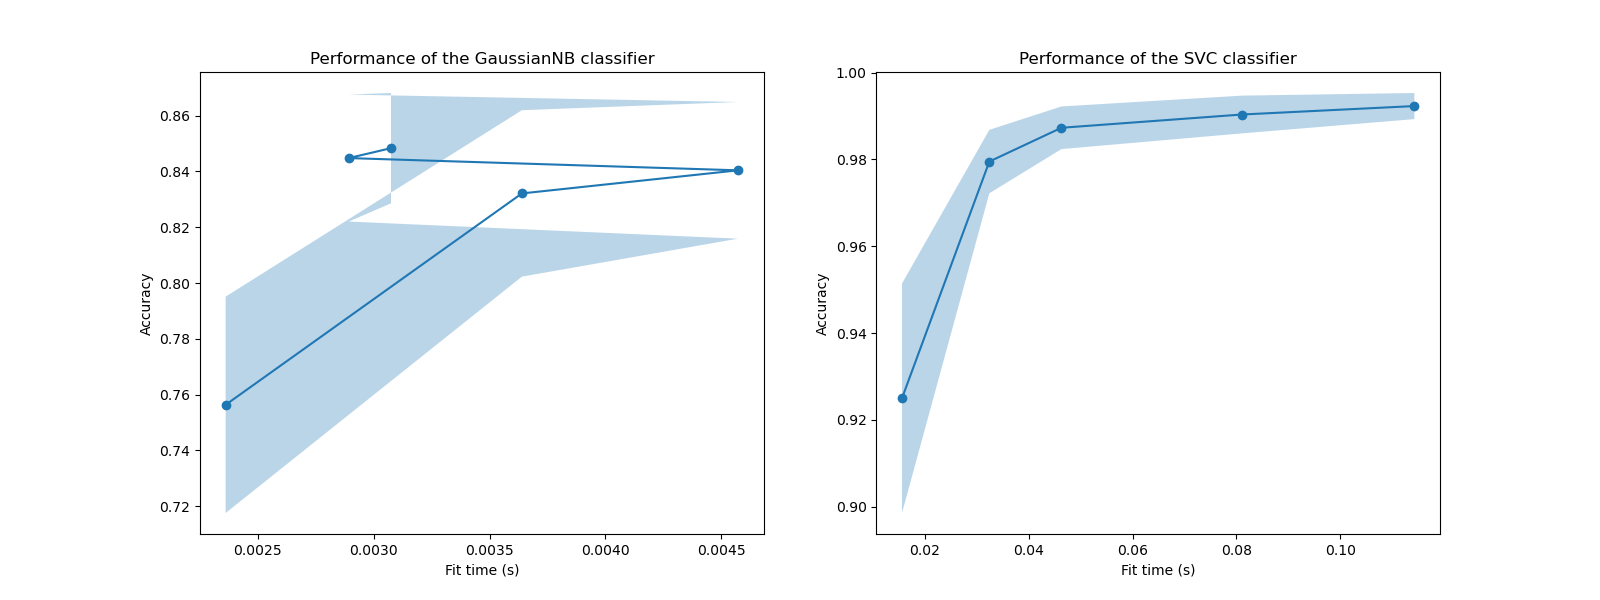 Performance of the GaussianNB classifier
Accuracy
0.86
0.84
0.82
0.80
0.78
0.76
0.74
0.72
0.0025 0.0030 0.0035 0.0040 0.0045
Fit time (s)
Performance of the SVC classifier
Accuracy
1.00
0.98
0.96
0.94
0.92
0.90
0.02 0.04 0.06 0.08 0.10
Fit time (s)